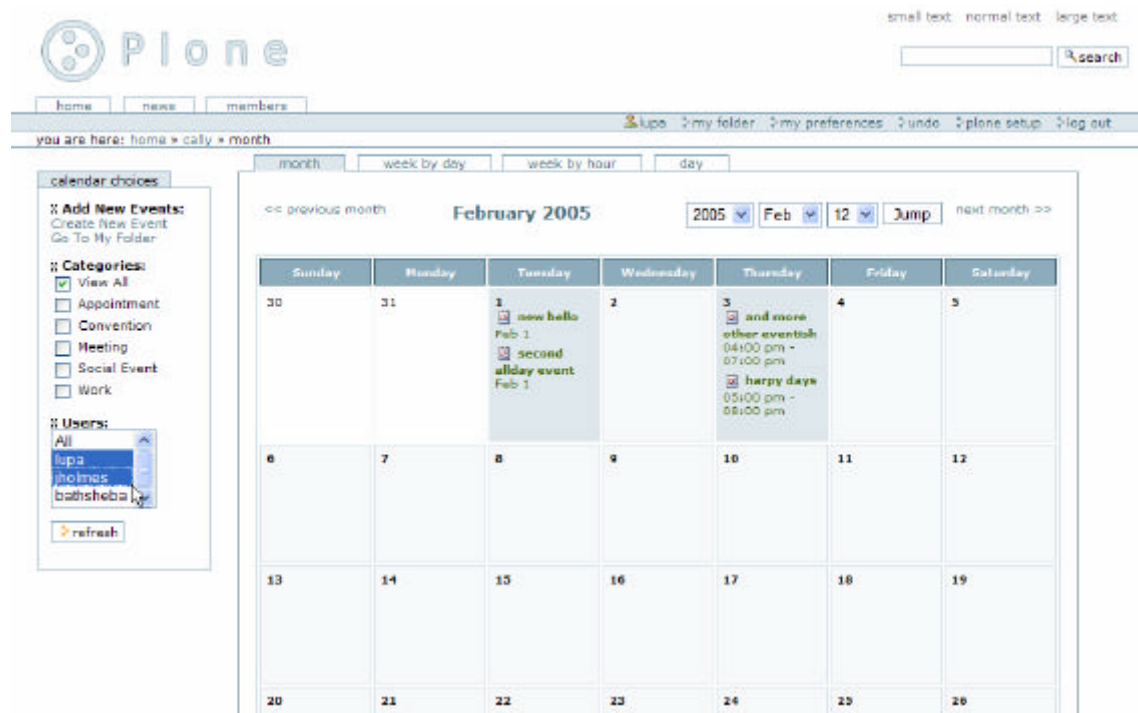 small text normal text large text
Plone
search
home news members
lupa my folder my preferences undo plone setup log out
you are here: home » cally » month
month week by day week by hour day
calendar choices
:: Add New Events:
Create New Event
Go To My Folder
:: Categories:
View All
Appointment
Convention
Meeting
Social Event
Work
:: Users:
All
lupa
jholmes
bathsheba
refresh
<< previous month February 2005 2005 Feb 12 Jump next month >>
Sunday Monday Tuesday Wednesday Thursday Friday Saturday
30 31 1 2 3 4 5
new hello
Feb 1
second
allday event
Feb 1
and more
other eventish
04:00 pm -
07:00 pm
harpy days
05:00 pm -
08:00 pm
6 7 8 9 10 11 12
13 14 15 16 17 18 19
20 21 22 23 24 25 26